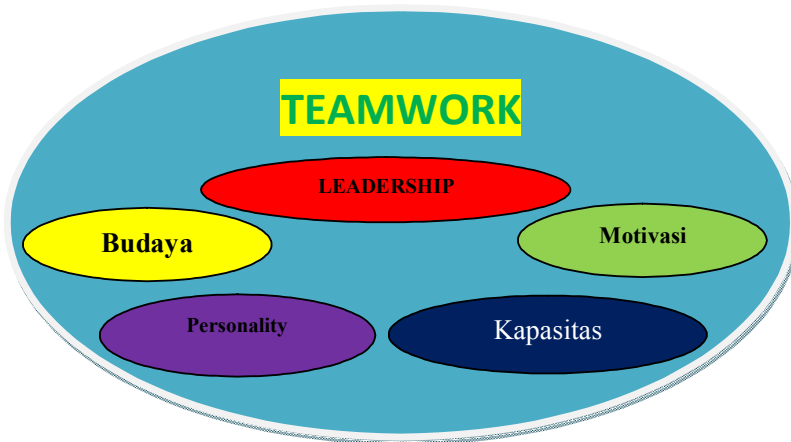 TEAMWORK
LEADERSHIP
Budaya
Motivasi
Personality
Kapasitas